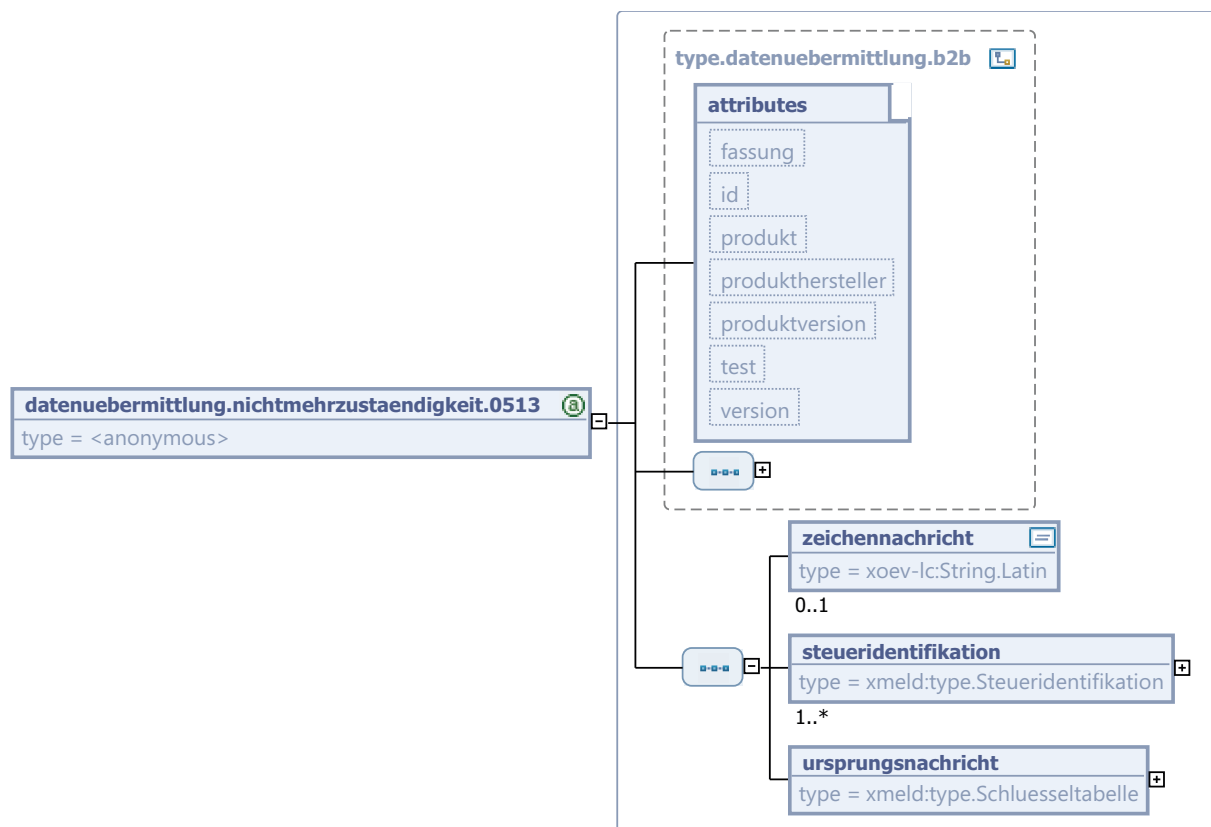 type.datenuebermittlung.b2b
attributes
fassung
id
produkt
produkthersteller
produktversion
test
version
datenuebermittlung.nichtmehrzustaendigkeit.0513 @
type = <anonymous>
zeichennachricht
type = xoev-lc:String.Latin
0..1
steueridentifikation
type = xmeld:type.Steueridentifikation
1..*
ursprungsnachricht
type = xmeld:type.Schluesseltabelle